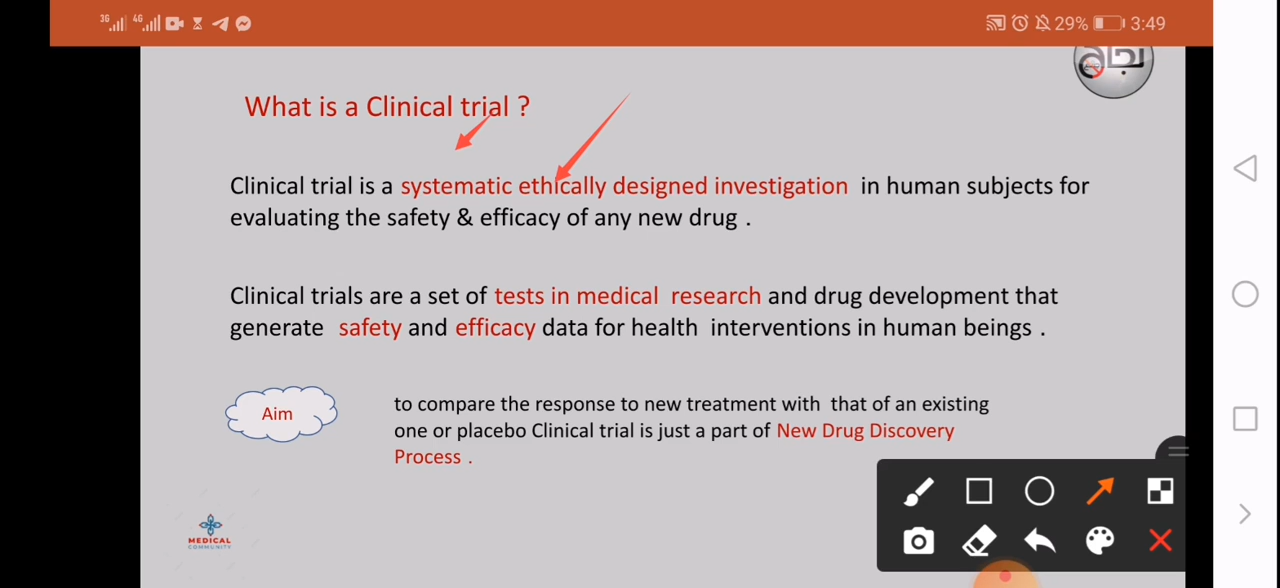 3G 4G 29% 3:49
What is a Clinical trial ?
Clinical trial is a systematic ethically designed investigation in human subjects for
evaluating the safety & efficacy of any new drug .
Clinical trials are a set of tests in medical research and drug development that
generate safety and efficacy data for health interventions in human beings .
Aim
to compare the response to new treatment with that of an existing
one or placebo Clinical trial is just a part of New Drug Discovery
Process .
MEDICAL
COMMUNITY